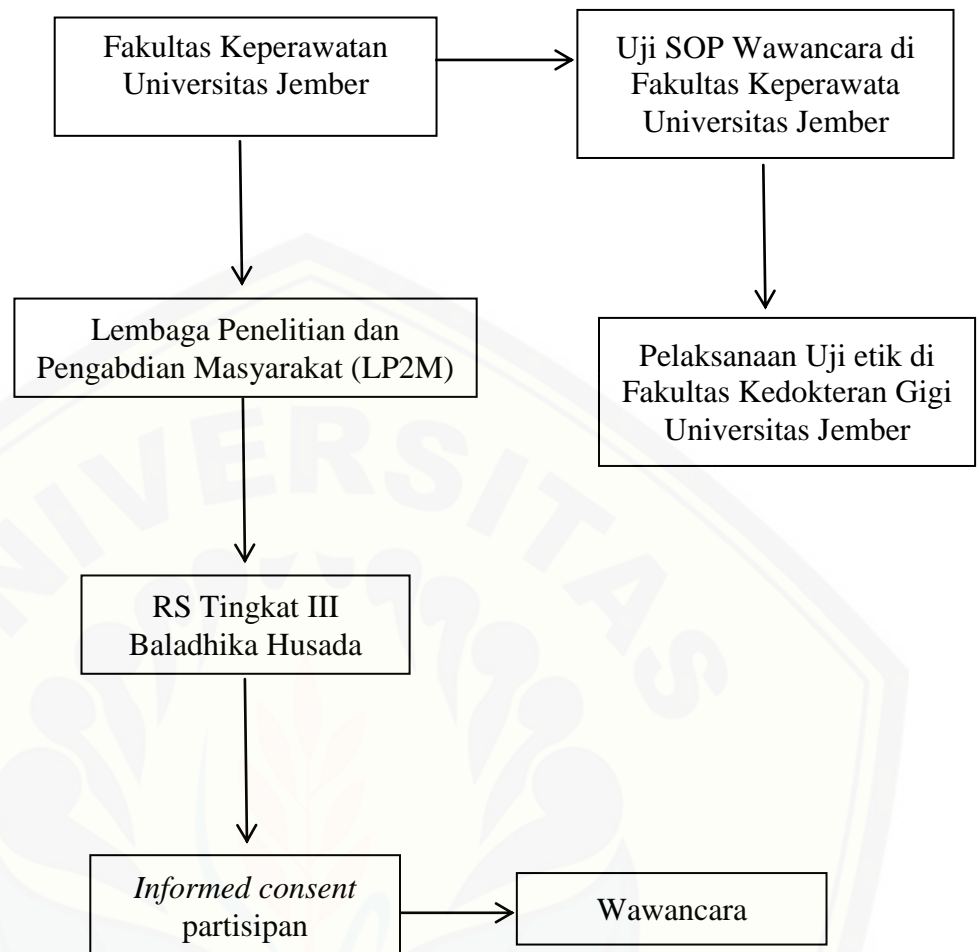 Fakultas Keperawatan
Universitas Jember
Uji SOP Wawancara di
Fakultas Keperawata
Universitas Jember
Lembaga Penelitian dan
Pengabdian Masyarakat (LP2M)
Pelaksanaan Uji etik di
Fakultas Kedokteran Gigi
Universitas Jember
RS Tingkat III
Baladhika Husada
Informed consent
partisipan
Wawancara
UNIVERSITAS